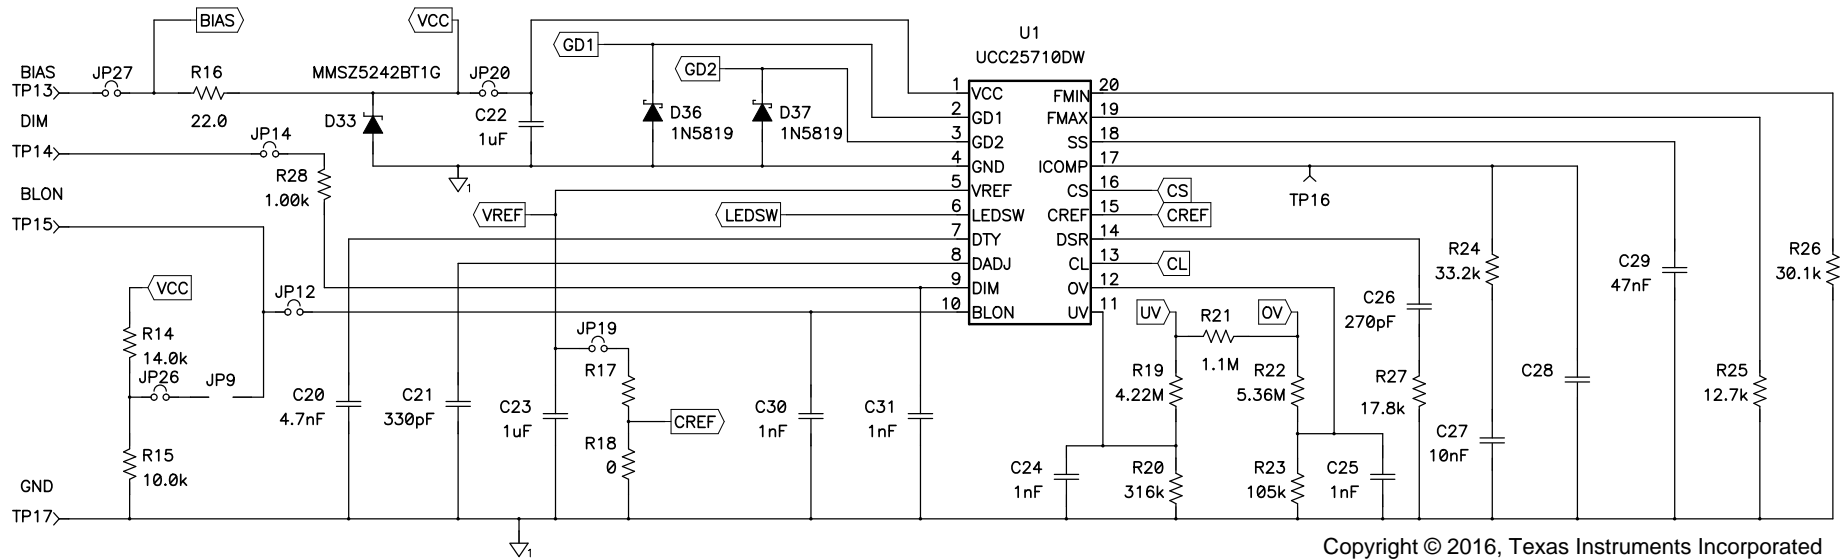 BIAS
VCC
U1
UCC25710DW
GD1
GD2
BIAS
TP13
JP27
R16
22.0
MMSZ5242BT1G
D33
JP20
C22
1uF
D36
1N5819
D37
1N5819
DIM
TP14
JP14
R28
1.00k
BLON
TP15
VREF
LEDSW
1 VCC
2 GD1
3 GD2
4 GND
5 VREF
6 LEDSW
7 DTY
8 DADJ
9 DIM
10 BLON
FMIN 20
FMAX 19
SS 18
ICOMP 17
CS 16
CREF 15
DSR 14
CL 13
OV 12
UV 11
CS
CREF
CL
TP16
VCC
R14
14.0k
JP12
JP26
JP9
R15
10.0k
C20
4.7nF
C21
330pF
C23
1uF
JP19
R17
CREF
R18
0
C30
1nF
C31
1nF
UV
R21
1.1M
OV
R19
4.22M
R22
5.36M
C24
1nF
R20
316k
R23
105k
C25
1nF
C26
270pF
R27
17.8k
R24
33.2k
C27
10nF
C28
C29
47nF
R25
12.7k
R26
30.1k
GND
TP17
1
1
Copyright © 2016, Texas Instruments Incorporated